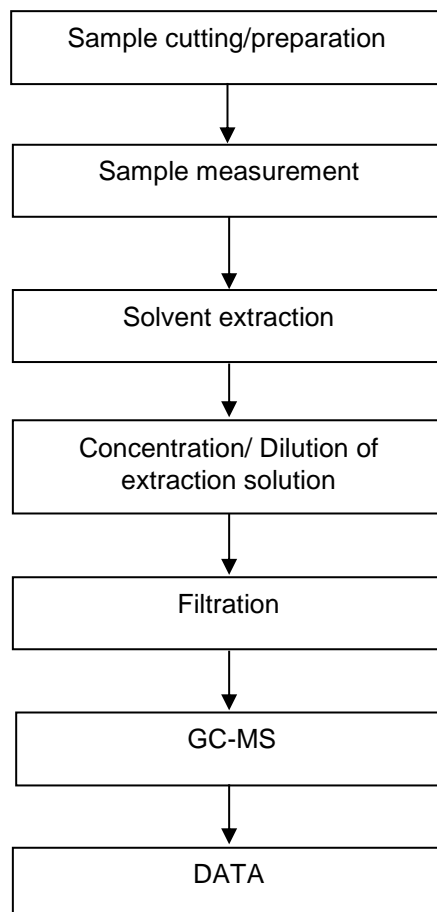 Sample cutting/preparation
Sample measurement
Solvent extraction
Concentration/ Dilution of
extraction solution
Filtration
GC-MS
DATA